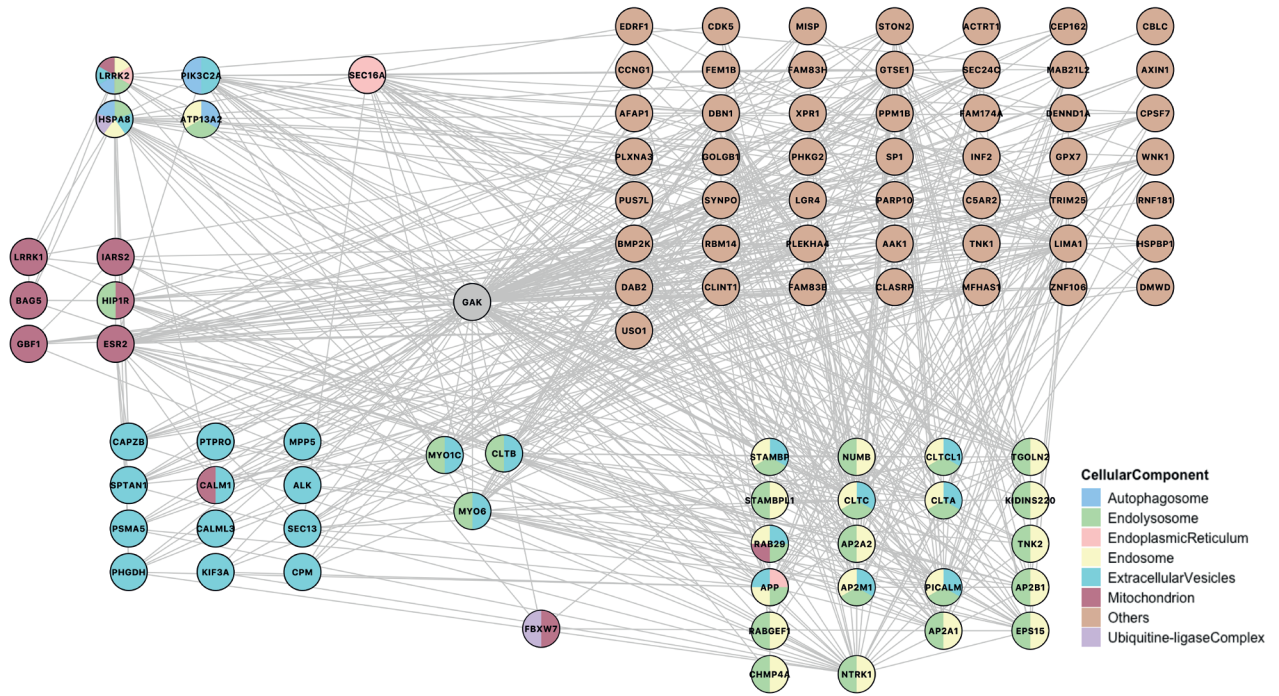 EDRF1 CDK5 MISP STON2 ACTRT1 CEP162 CBLC
LRRK2 PIK3C2A SEC16A CCNG1 FEM1B FAM83H GTSE1 SEC24C MAB21L2 AXIN1
HSPA8 ATP13A2 AFAP1 DBN1 XPR1 PPM1B FAM174A DENND1A CPSF7
PLXNA3 GOLGB1 PHKG2 SP1 INF2 GPX7 WNK1
PUS7L SYNPO LGR4 PARP10 C5AR2 TRIM25 RNF181
LRRK1 IARS2 BMP2K RBM14 PLEKHA4 AAK1 TNK1 LIMA1 HSPBP1
BAG5 HIP1R GAK DAB2 CLINT1 FAM83B CLASRP MFHAS1 ZNF106 DMWD
GBF1 ESR2 USO1
CAPZB PTPRO MPP5 MYO1C CLTB STAMBP NUMB CLTCL1 TGOLN2
SPTAN1 CALM1 ALK MYO6 STAMBPL1 CLTC CLTA KIDINS220
PSMA5 CALML3 SEC13 RAB29 AP2A2 TNK2
PHGDH KIF3A CPM APP AP2M1 PICALM AP2B1
FBXW7 RABGEF1 AP2A1 EPS15
CHMP4A NTRK1
CellularComponent
Autophagosome
Endolysosome
EndoplasmicReticulum
Endosome
ExtracellularVesicles
Mitochondrion
Others
Ubiquitine-ligaseComplex